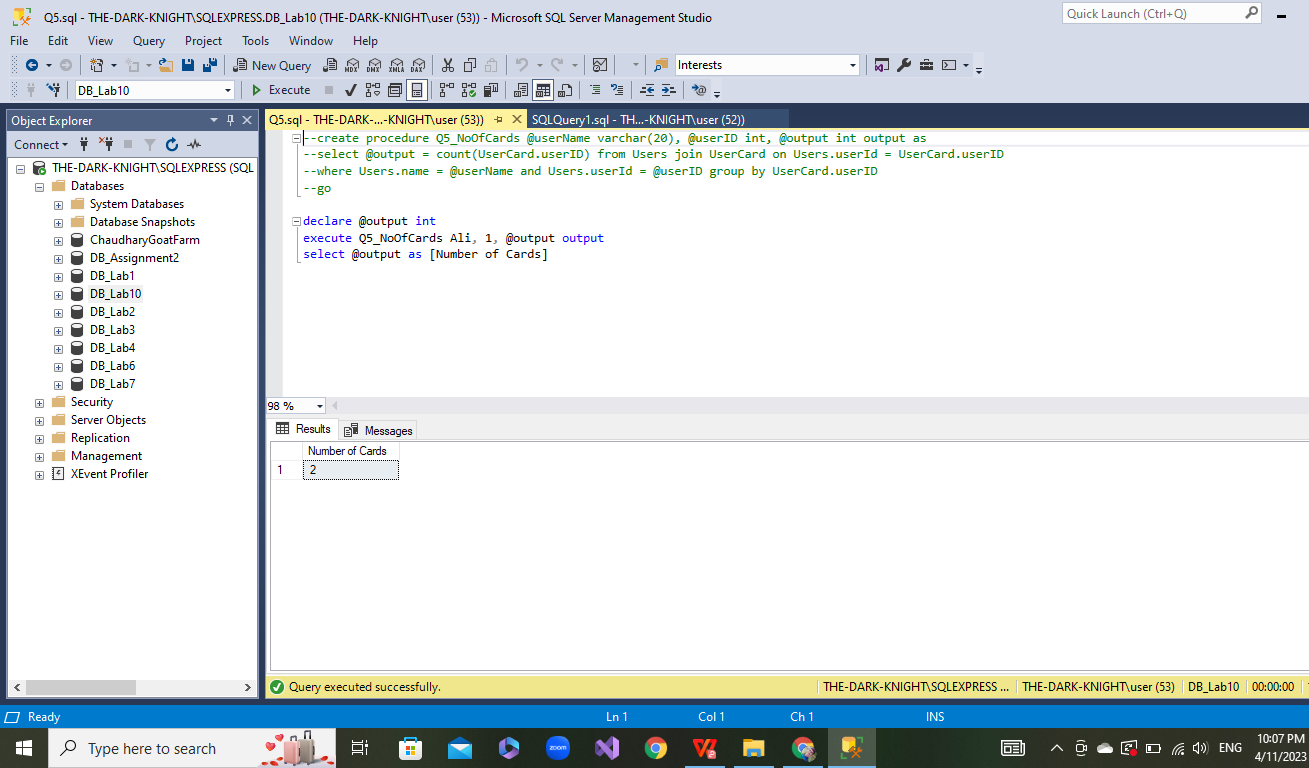 Q5.sql - THE-DARK-KNIGHT\SQLEXPRESS.DB_Lab10 (THE-DARK-KNIGHT\user (53)) - Microsoft SQL Server Management Studio
Quick Launch (Ctrl+Q)
File Edit View Query Project Tools Window Help
New Query
MDX DMX XMLA DAX
Interests
DB_Lab10
Execute
Object Explorer
Connect
THE-DARK-KNIGHT\SQLEXPRESS (SQL
Databases
System Databases
Database Snapshots
ChaudharyGoatFarm
DB_Assignment2
DB_Lab1
DB_Lab10
DB_Lab2
DB_Lab3
DB_Lab4
DB_Lab6
DB_Lab7
Security
Server Objects
Replication
Management
XEvent Profiler
Q5.sql - THE-DARK-...-KNIGHT\user (53))
SQLQuery1.sql - TH...-KNIGHT\user (52))
--create procedure Q5_NoOfCards @userName varchar(20), @userID int, @output int output as
--select @output = count(UserCard.userID) from Users join UserCard on Users.userId = UserCard.userID
--where Users.name = @userName and Users.userId = @userID group by UserCard.userID
--go
declare @output int
execute Q5_NoOfCards Ali, 1, @output output
select @output as [Number of Cards]
98 %
Results
Messages
Number of Cards
1 2
Query executed successfully.
THE-DARK-KNIGHT\SQLEXPRESS ...
THE-DARK-KNIGHT\user (53)
DB_Lab10
00:00:00
Ready
Ln 1
Col 1
Ch 1
INS
Type here to search
zoom
ENG
10:07 PM
4/11/2023